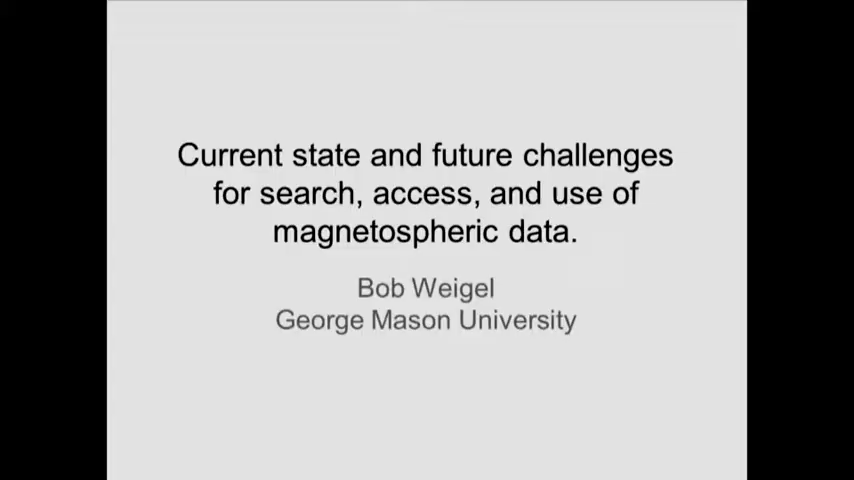 Current state and future challenges
for search, access, and use of
magnetospheric data.
Bob Weigel
George Mason University